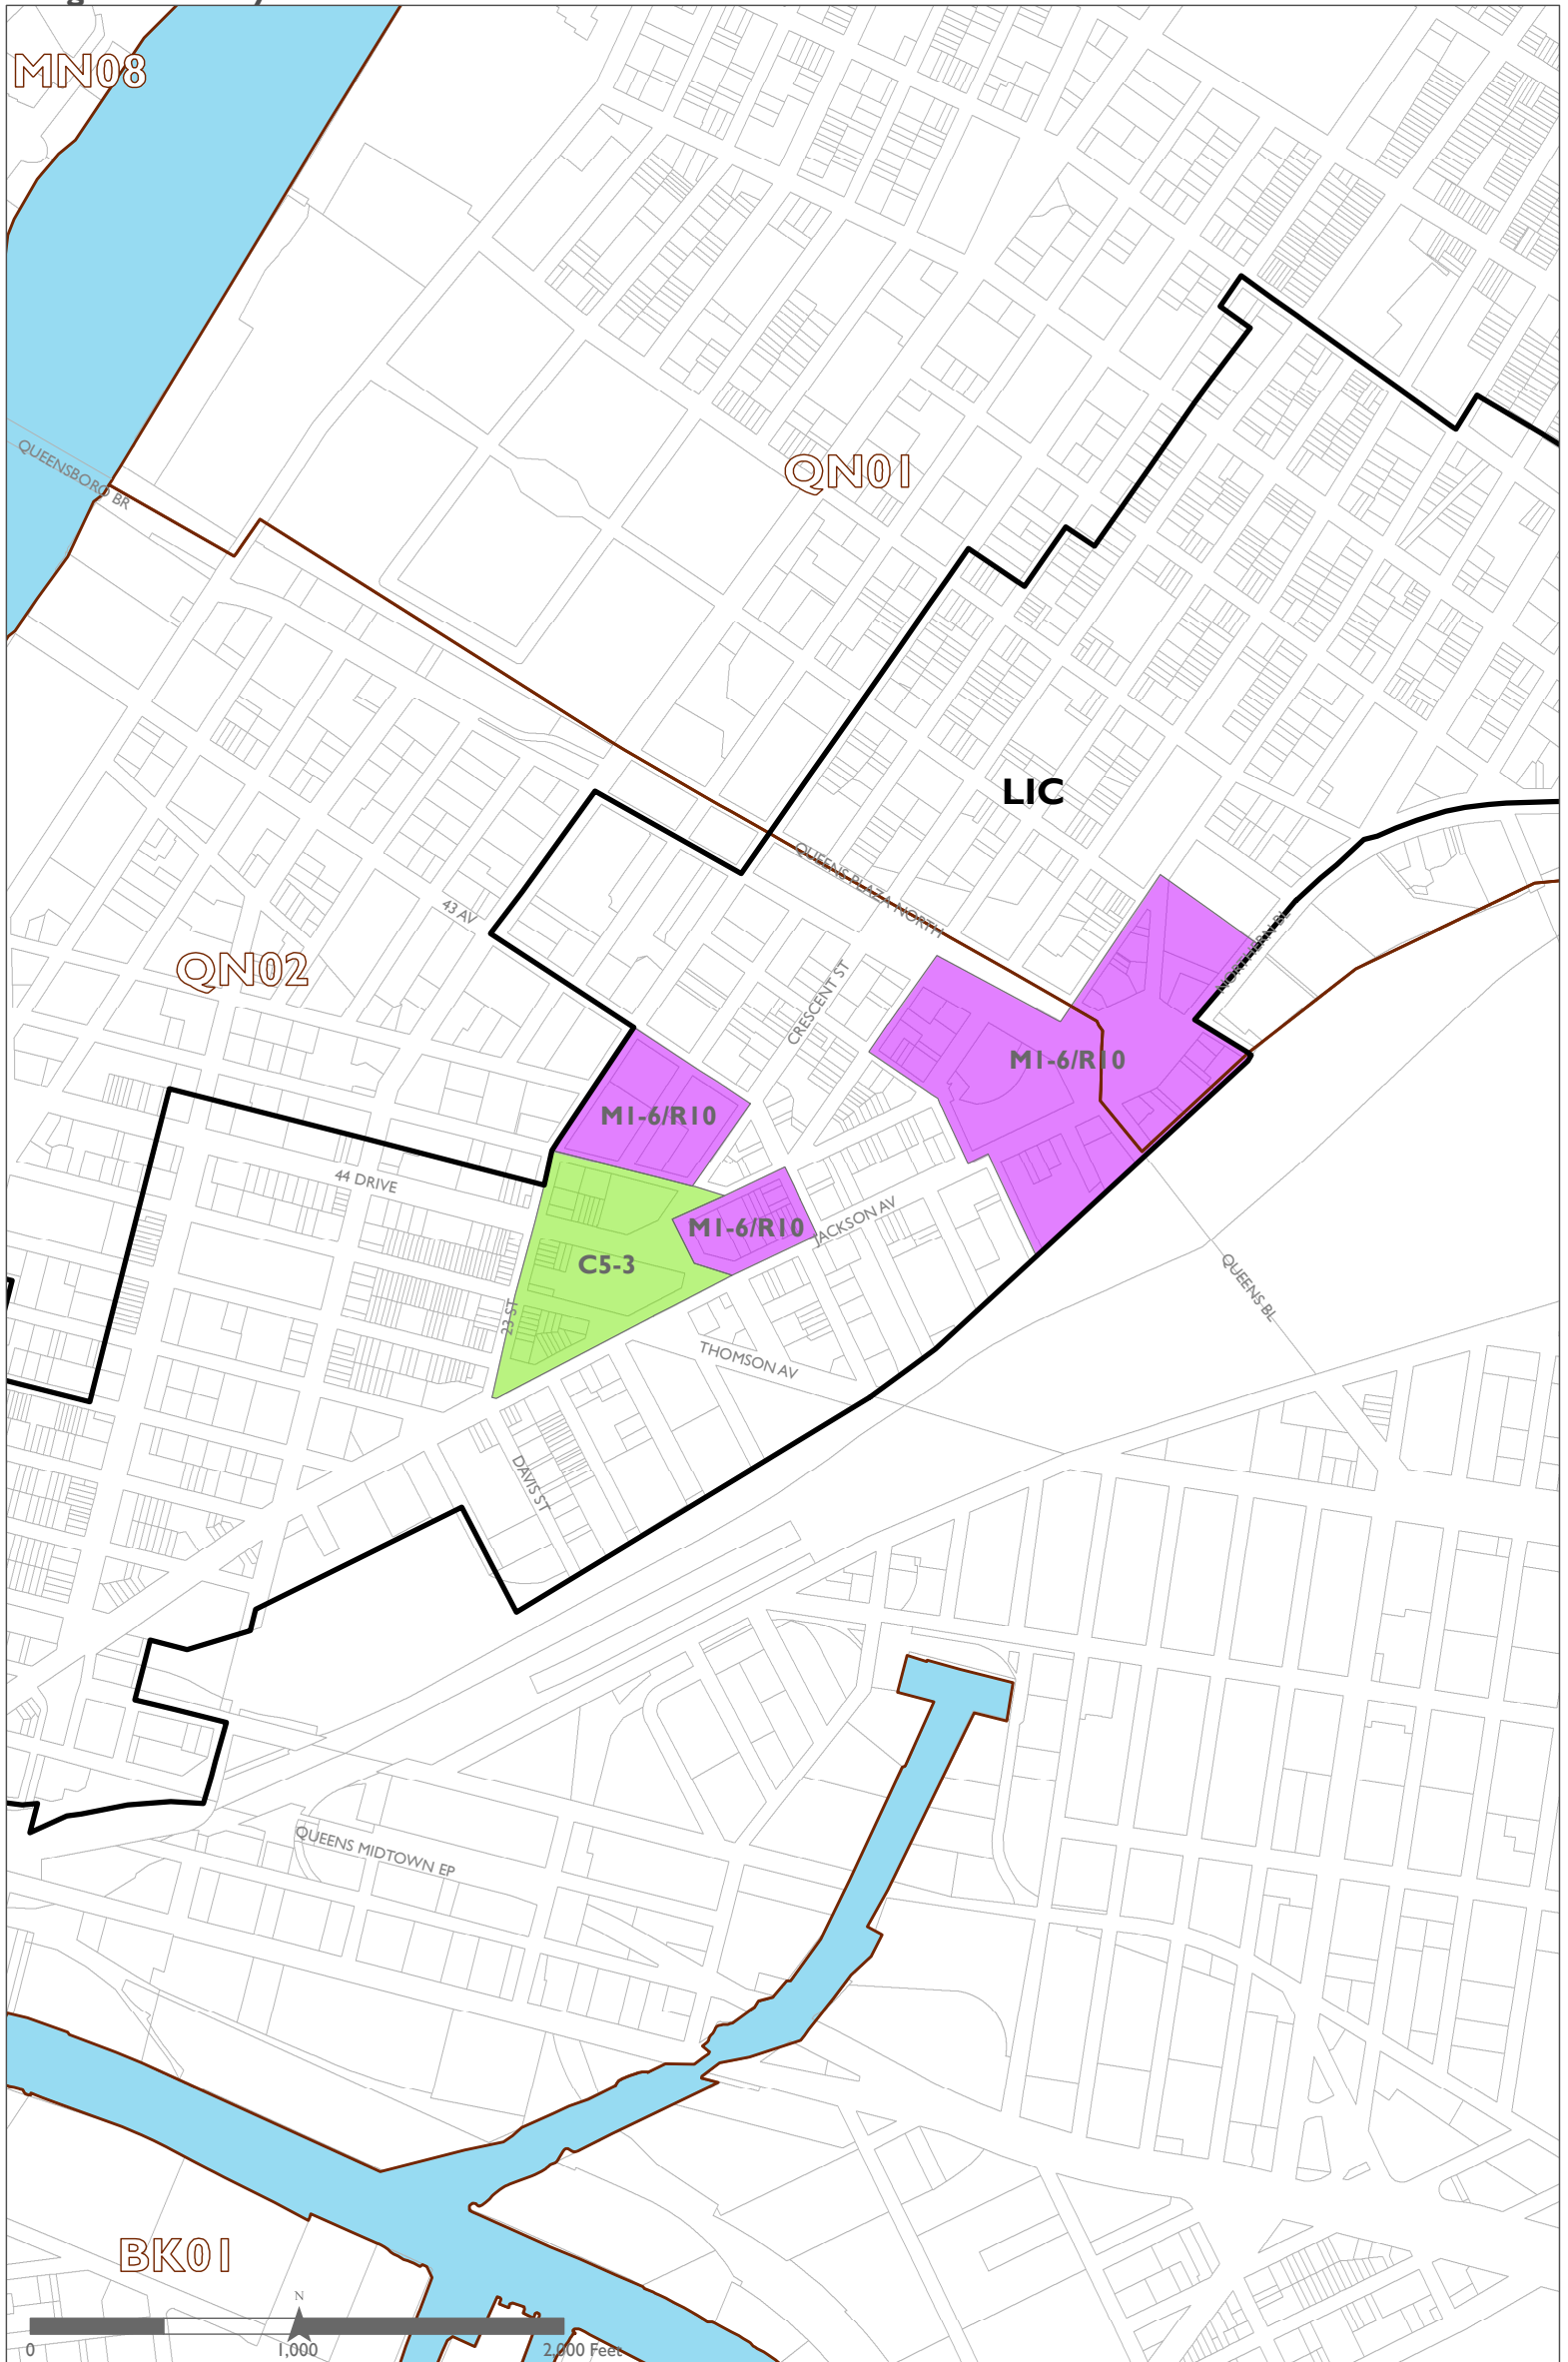 MN08
QUEENSBORO BR
QN01
LIC
QUEENS PLAZA NORTH
43 AV
NORTHERN BL
QN02
CRESCENT ST
M1-6/R10
M1-6/R10
44 DRIVE
M1-6/R10
JACKSON AV
C5-3
QUEENS BL
23 ST
THOMSON AV
DAVIS ST
QUEENS MIDTOWN EP
BK01
N
0
1,000
2,000 Feet